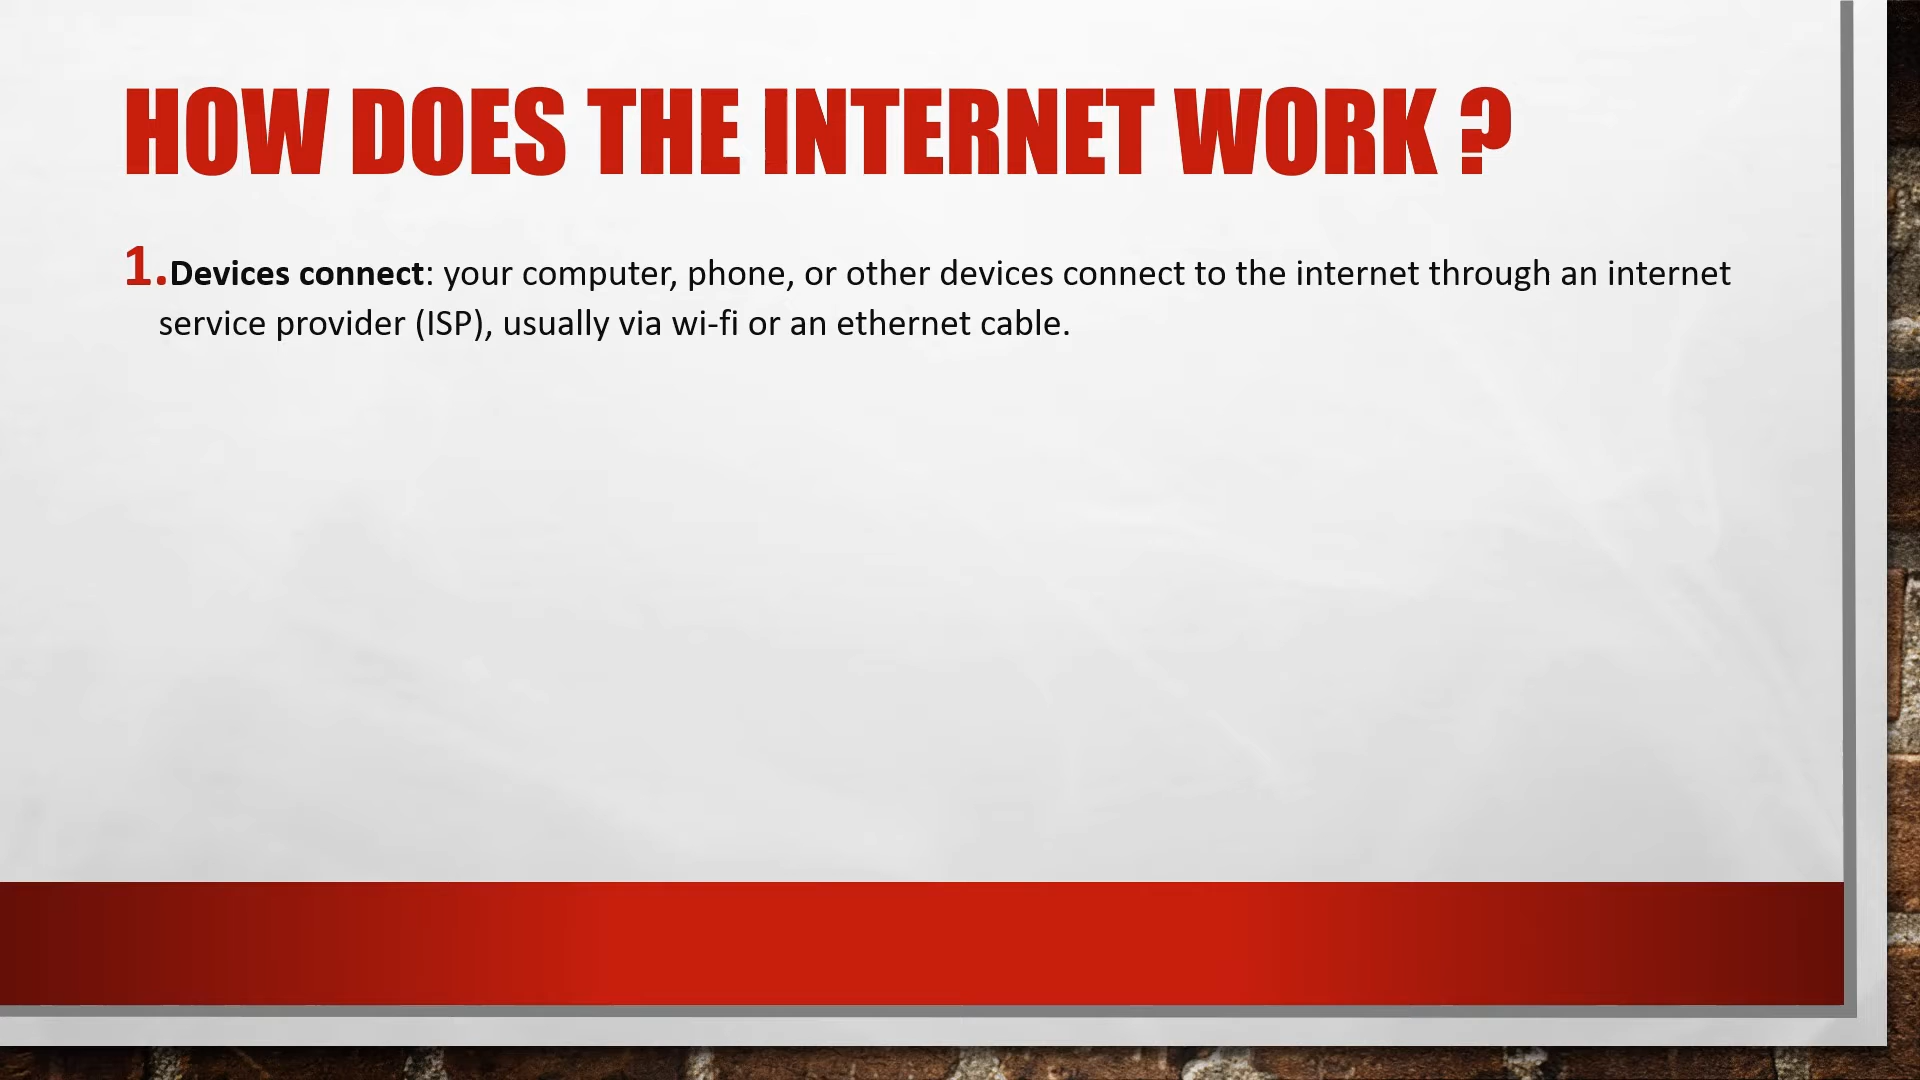 HOW DOES THE INTERNET WORK ?
1.Devices connect: your computer, phone, or other devices connect to the internet through an internet
service provider (ISP), usually via wi-fi or an ethernet cable.